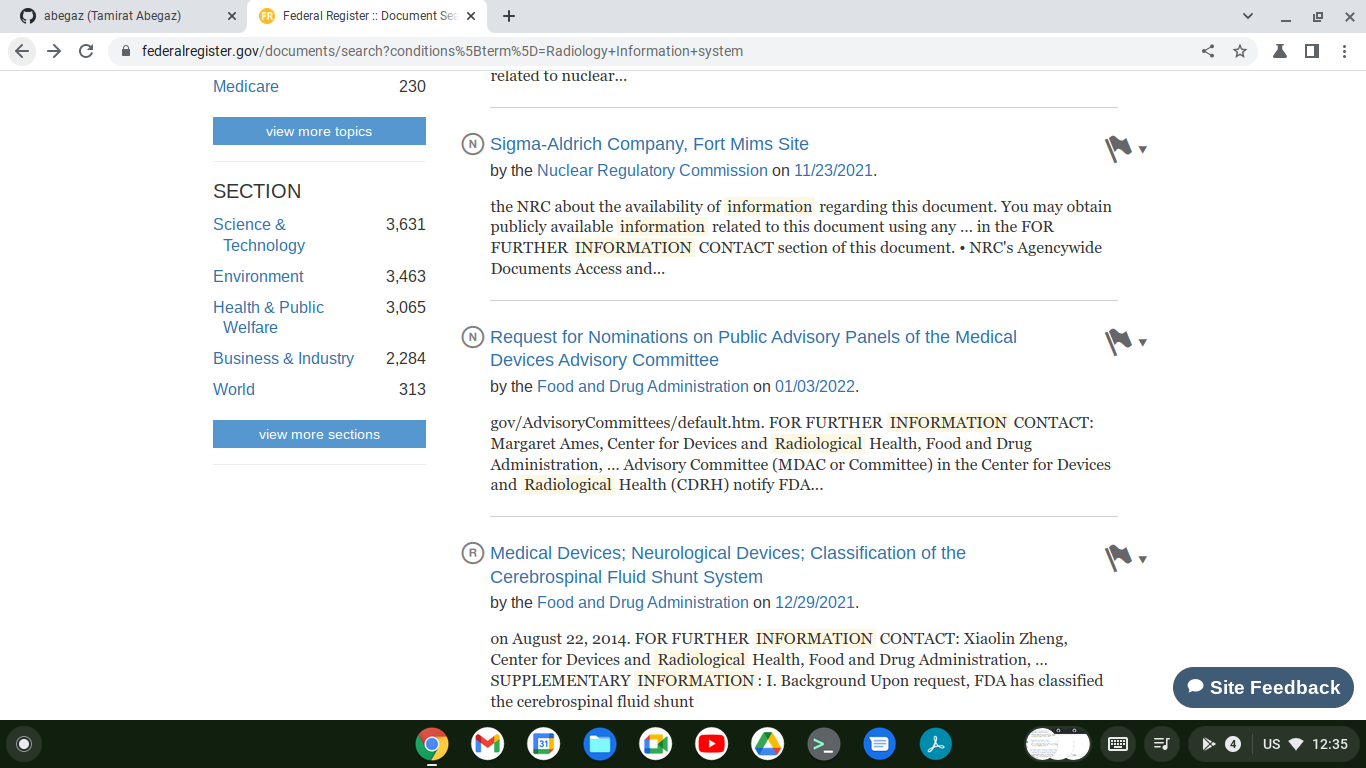 abegaz (Tamirat Abegaz)
FR
Federal Register :: Document Sea
federalregister.gov/documents/search?conditions%5Bterm%5D=Radiology+Information+system
Medicare 230
view more topics
SECTION
Science & 3,631
Technology
Environment 3,463
Health & Public 3,065
Welfare
Business & Industry 2,284
World 313
view more sections
related to nuclear...
N Sigma-Aldrich Company, Fort Mims Site
by the Nuclear Regulatory Commission on 11/23/2021.
the NRC about the availability of information regarding this document. You may obtain
publicly available information related to this document using any ... in the FOR
FURTHER INFORMATION CONTACT section of this document. • NRC's Agencywide
Documents Access and...
N Request for Nominations on Public Advisory Panels of the Medical
Devices Advisory Committee
by the Food and Drug Administration on 01/03/2022.
gov/AdvisoryCommittees/default.htm. FOR FURTHER INFORMATION CONTACT:
Margaret Ames, Center for Devices and Radiological Health, Food and Drug
Administration, ... Advisory Committee (MDAC or Committee) in the Center for Devices
and Radiological Health (CDRH) notify FDA...
R Medical Devices; Neurological Devices; Classification of the
Cerebrospinal Fluid Shunt System
by the Food and Drug Administration on 12/29/2021.
on August 22, 2014. FOR FURTHER INFORMATION CONTACT: Xiaolin Zheng,
Center for Devices and Radiological Health, Food and Drug Administration, ...
SUPPLEMENTARY INFORMATION : I. Background Upon request, FDA has classified
the cerebrospinal fluid shunt
Site Feedback
31
4
US
12:35